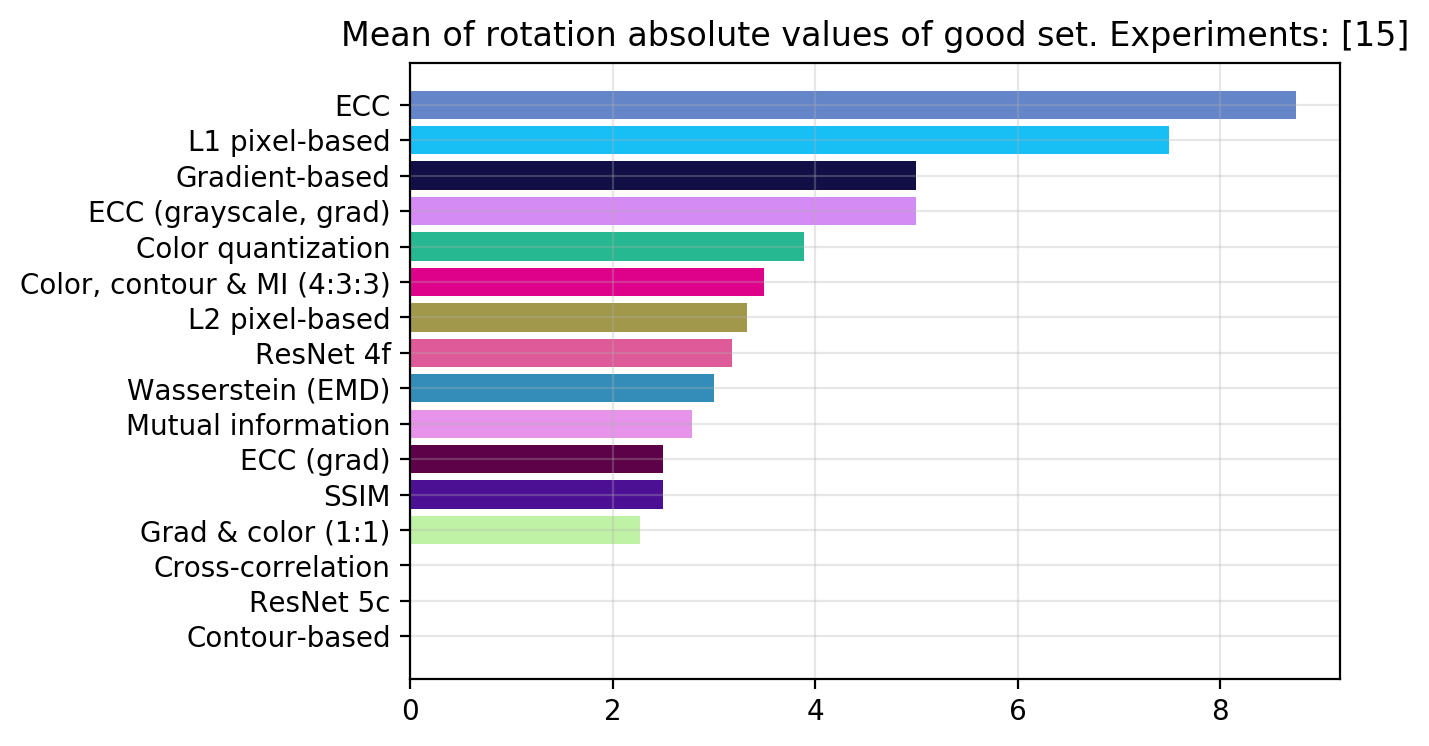 Mean of rotation absolute values of good set. Experiments: [15]
ECC
L1 pixel-based
Gradient-based
ECC (grayscale, grad)
Color quantization
Color, contour & MI (4:3:3)
L2 pixel-based
ResNet 4f
Wasserstein (EMD)
Mutual information
ECC (grad)
SSIM
Grad & color (1:1)
Cross-correlation
ResNet 5c
Contour-based
0 2 4 6 8